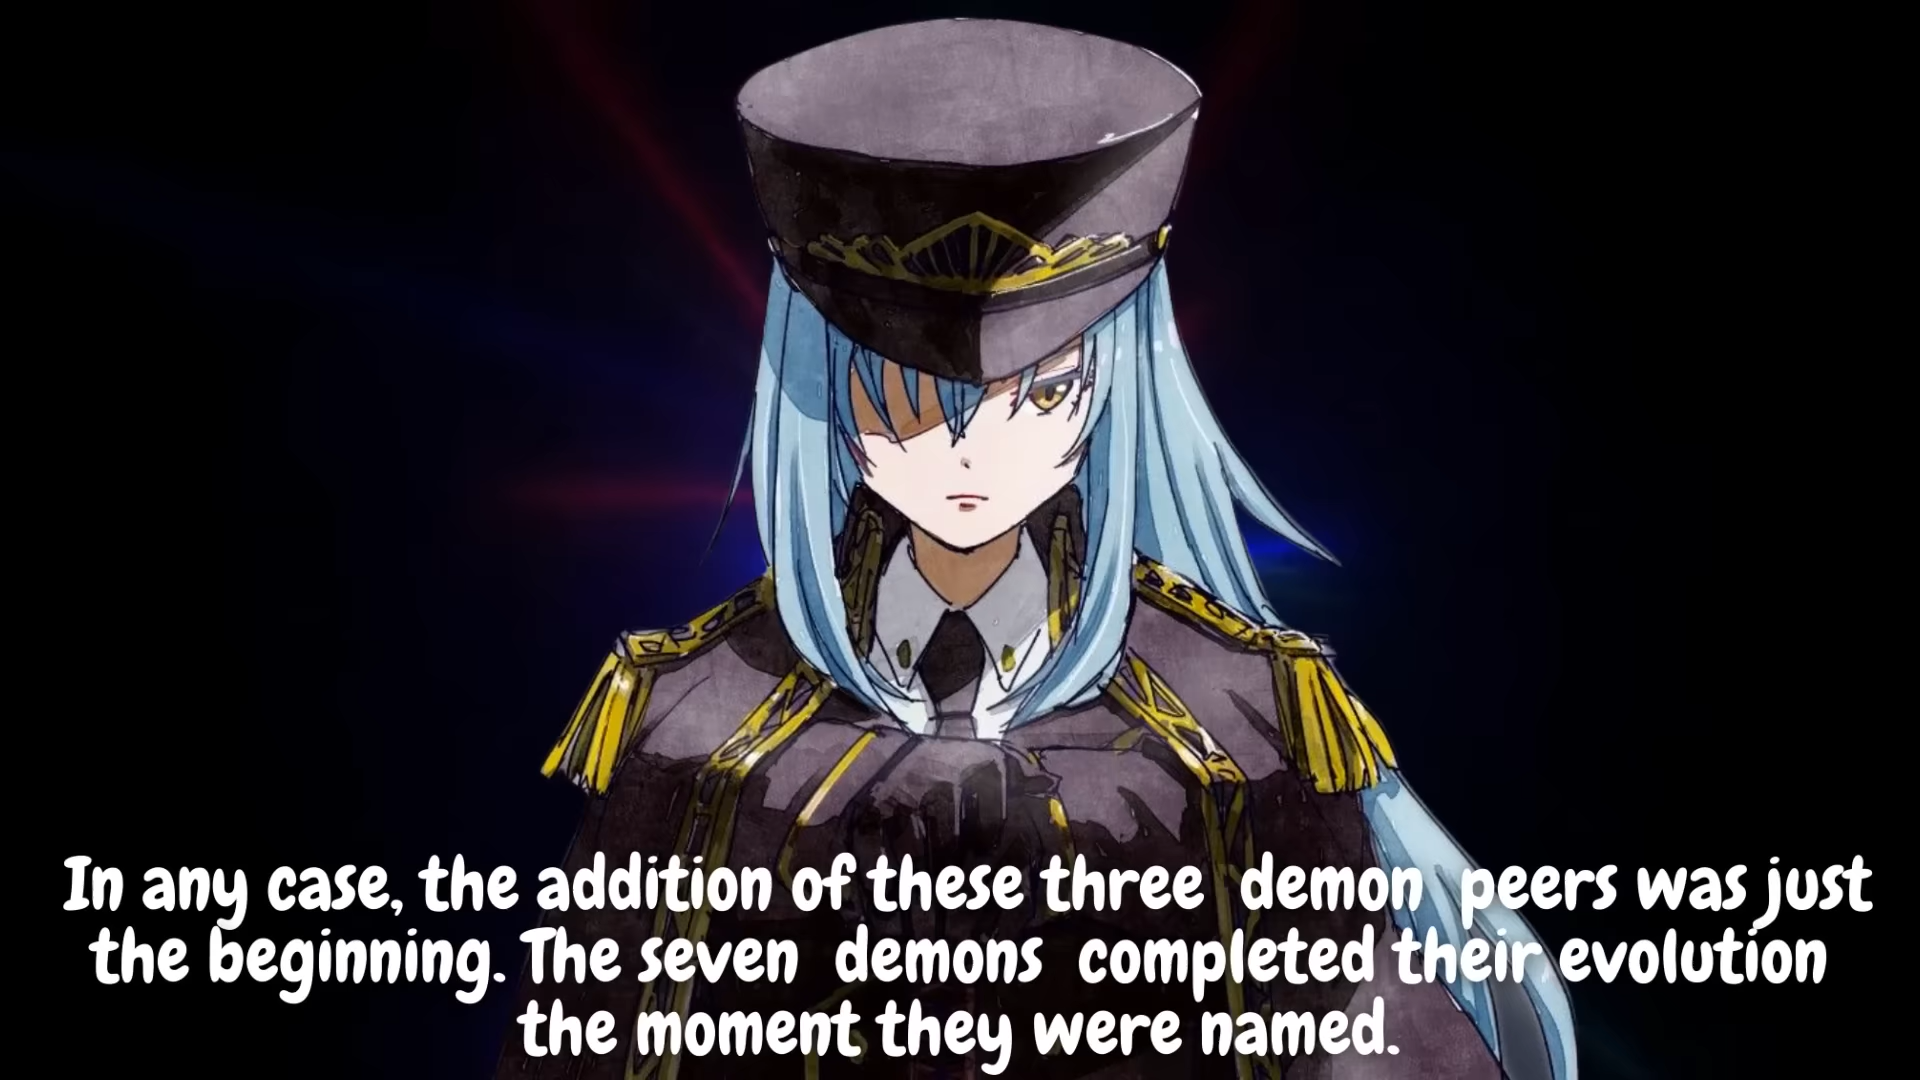 In any case, the addition of these three demon peers was just
the beginning. The seven demons completed their evolution
the moment they were named.